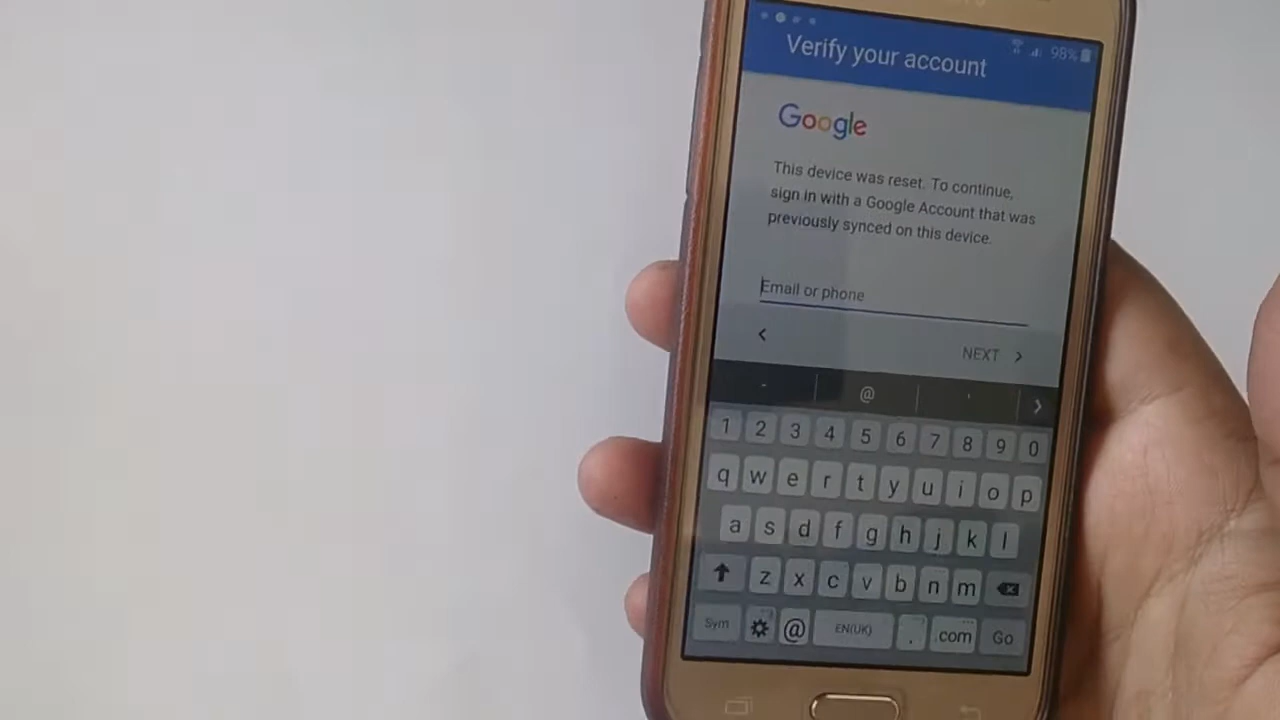 98%
Verify your account
Google
This device was reset. To continue,
sign in with a Google Account that was
previously synced on this device.
Email or phone
NEXT
- @ '
1 2 3 4 5 6 7 8 9 0
q w e r t y u i o p
a s d f g h j k l
z x c v b n m
Sym @ EN(UK) . .com Go